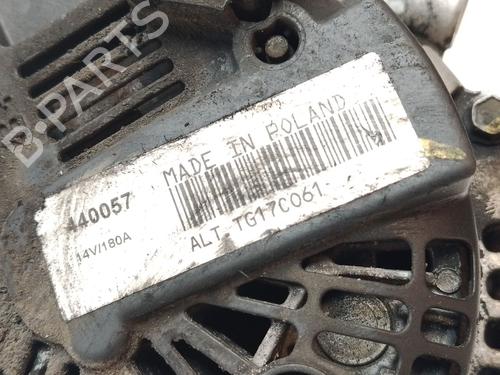 B-PARTS
MADE IN POLAND
440057
14V/180A
ALT. TG17C061